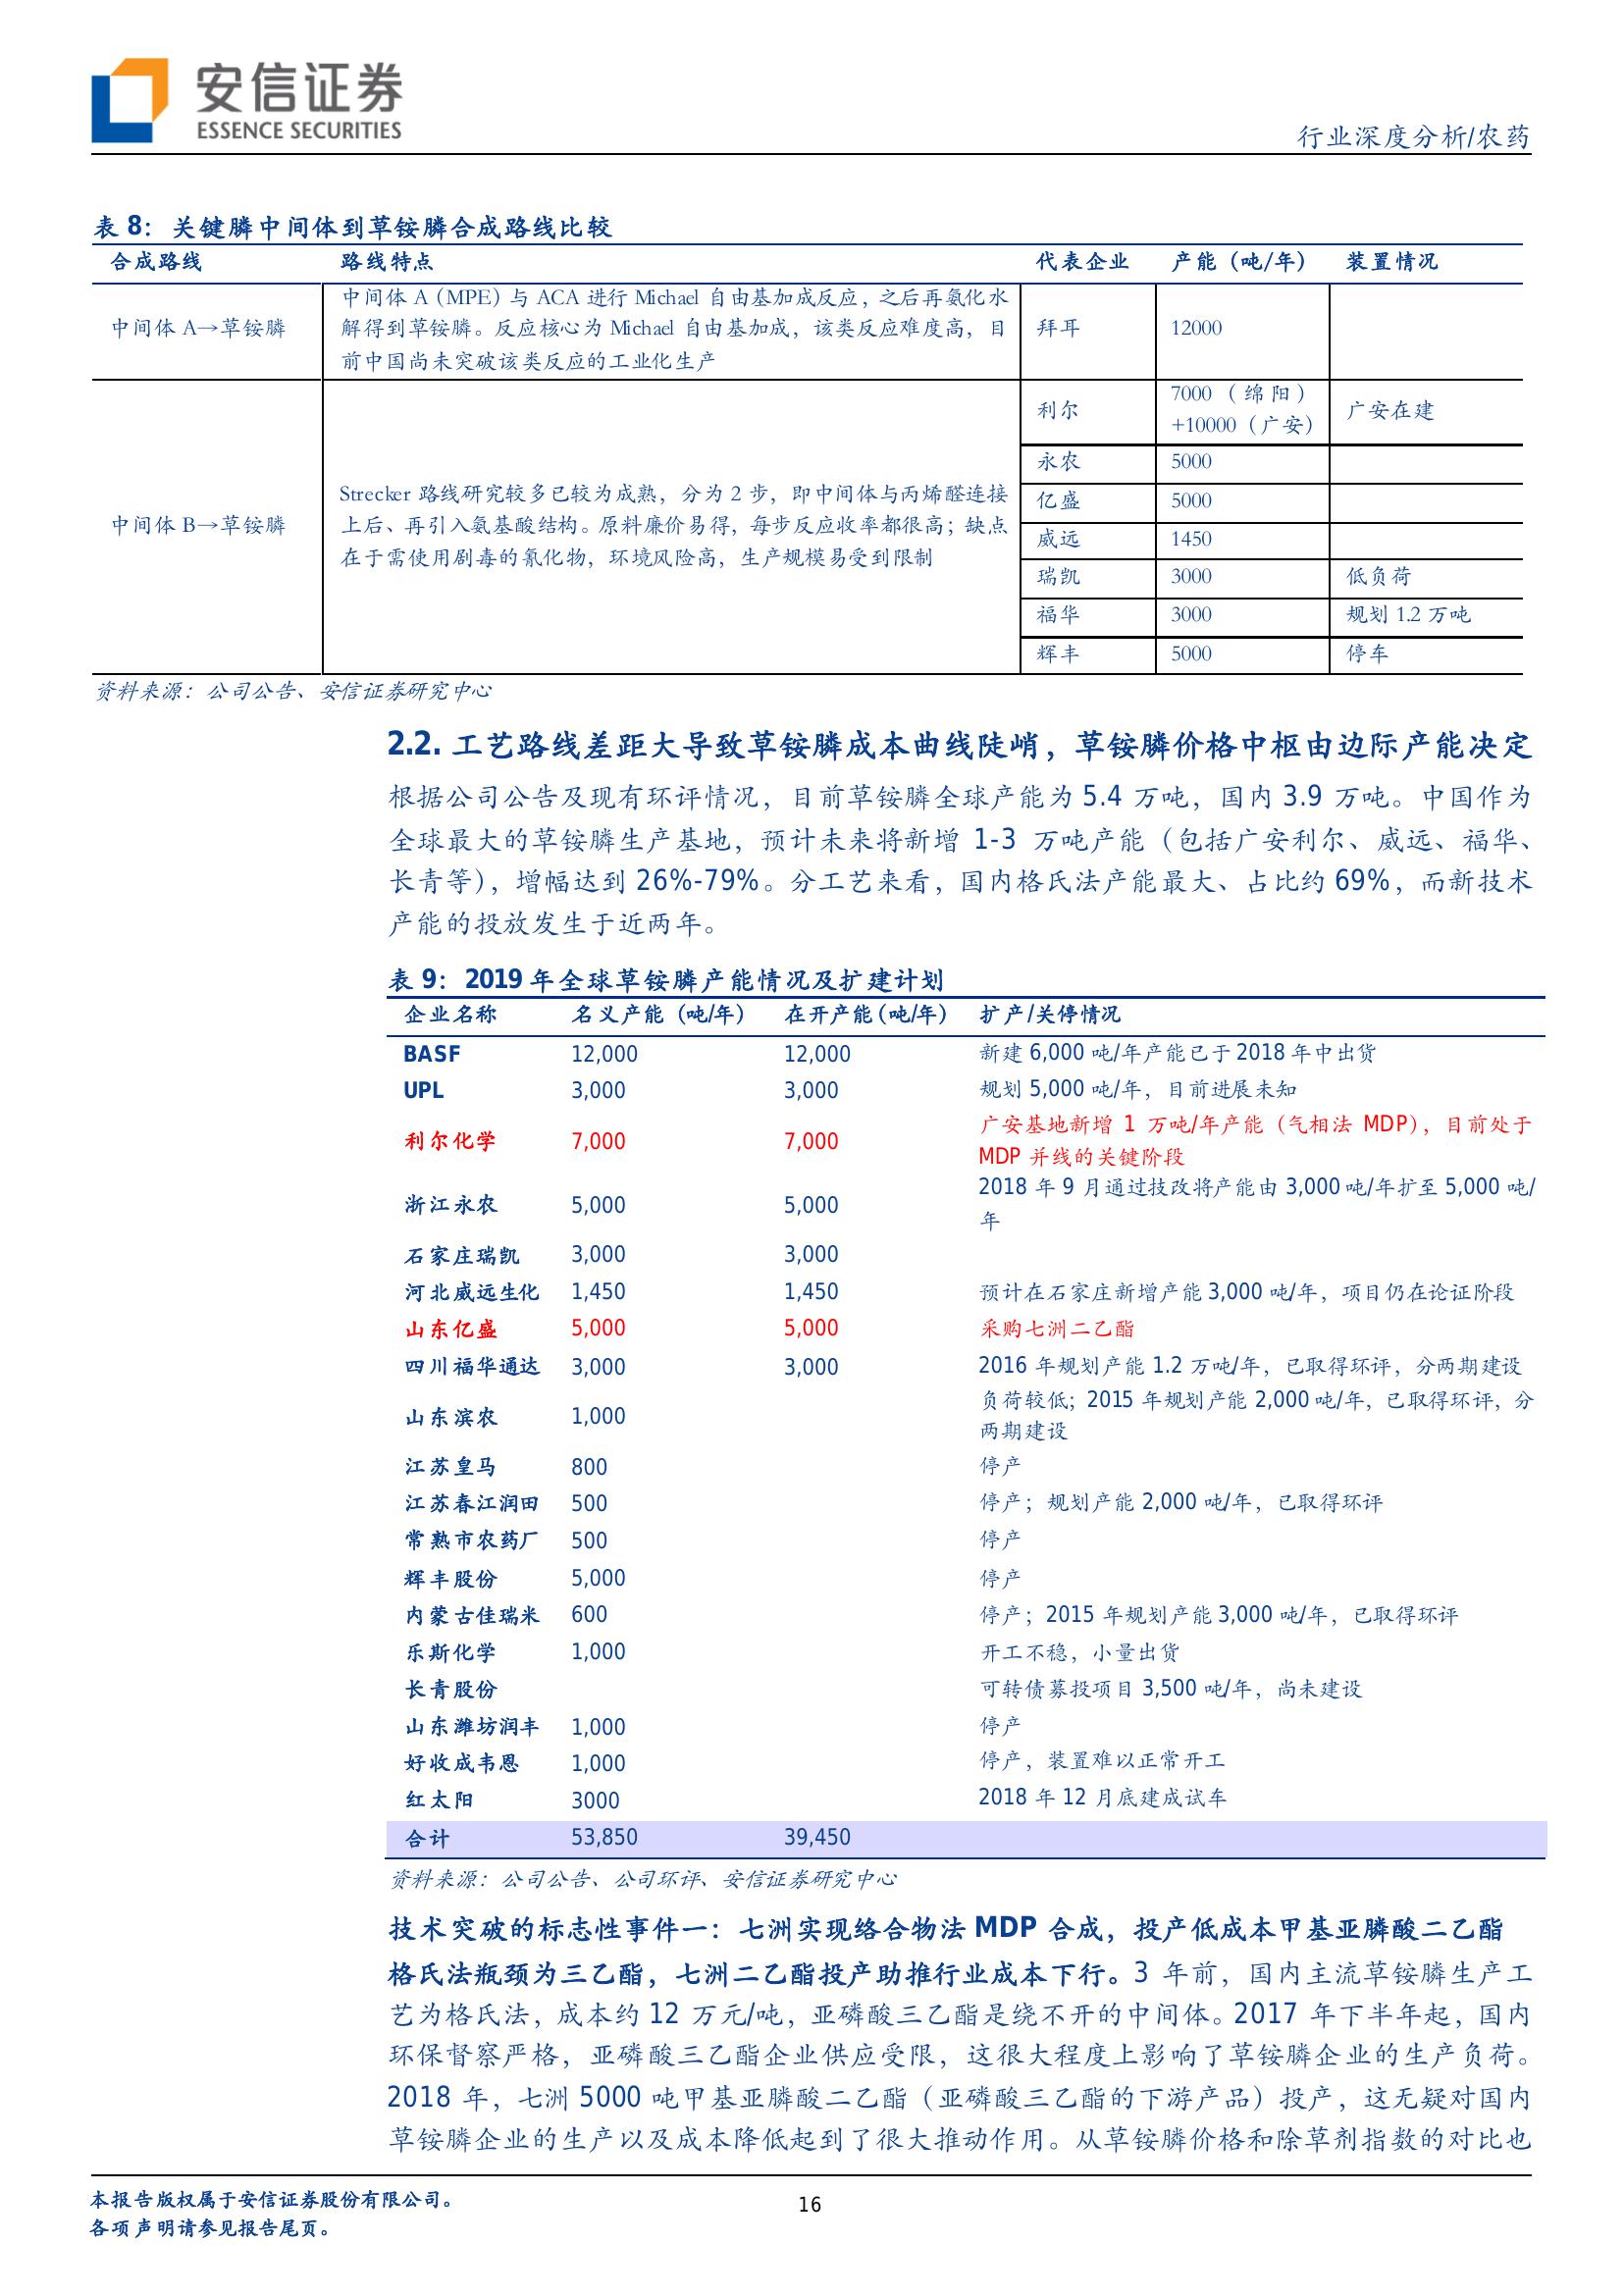 安信证券
ESSENCE SECURITIES
行业深度分析/农药
表 8：关键膦中间体到草铵膦合成路线比较
合成路线 路线特点 代表企业 产能（吨/年） 装置情况
中间体 A→草铵膦
中间体 A（MPE）与 ACA 进行 Michael 自由基加成反应，之后再氨化水
解得到草铵膦。反应核心为 Michael 自由基加成，该类反应难度高，目
前中国尚未突破该类反应的工业化生产
拜耳 12000
中间体 B→草铵膦
Strecker 路线研究较多已较为成熟，分为 2 步，即中间体与丙烯醛连接
上后、再引入氨基酸结构。原料廉价易得，每步反应收率都很高；缺点
在于需使用剧毒的氰化物，环境风险高，生产规模易受到限制
利尔 7000（绵阳）
+10000（广安） 广安在建
永农 5000
亿盛 5000
威远 1450
瑞凯 3000 低负荷
福华 3000 规划 1.2 万吨
辉丰 5000 停车
资料来源：公司公告、安信证券研究中心
2.2. 工艺路线差距大导致草铵膦成本曲线陡峭，草铵膦价格中枢由边际产能决定
根据公司公告及现有环评情况，目前草铵膦全球产能为 5.4 万吨，国内 3.9 万吨。中国作为
全球最大的草铵膦生产基地，预计未来将新增 1-3 万吨产能（包括广安利尔、威远、福华、
长青等），增幅达到 26%-79%。分工艺来看，国内格氏法产能最大、占比约 69%，而新技术
产能的投放发生于近两年。
表 9：2019 年全球草铵膦产能情况及扩建计划
企业名称 名义产能（吨/年） 在开产能（吨/年） 扩产/关停情况
BASF 12,000 12,000 新建 6,000 吨/年产能已于 2018 年中出货
UPL 3,000 3,000 规划 5,000 吨/年，目前进展未知
利尔化学 7,000 7,000 广安基地新增 1 万吨/年产能（气相法 MDP），目前处于
MDP 并线的关键阶段
浙江永农 5,000 5,000 2018 年 9 月通过技改将产能由 3,000 吨/年扩至 5,000 吨/
年
石家庄瑞凯 3,000 3,000
河北威远生化 1,450 1,450 预计在石家庄新增产能 3,000 吨/年，项目仍在论证阶段
山东亿盛 5,000 5,000 采购七洲二乙酯
四川福华通达 3,000 3,000 2016 年规划产能 1.2 万吨/年，已取得环评，分两期建设
山东滨农 1,000 负荷较低；2015 年规划产能 2,000 吨/年，已取得环评，分
两期建设
江苏皇马 800 停产
江苏春江润田 500 停产；规划产能 2,000 吨/年，已取得环评
常熟市农药厂 500 停产
辉丰股份 5,000 停产
内蒙古佳瑞米 600 停产；2015 年规划产能 3,000 吨/年，已取得环评
乐斯化学 1,000 开工不稳，小量出货
长青股份 可转债募投项目 3,500 吨/年，尚未建设
山东潍坊润丰 1,000 停产
好收成韦恩 1,000 停产，装置难以正常开工
红太阳 3000 2018 年 12 月底建成试车
合计 53,850 39,450
资料来源：公司公告、公司环评、安信证券研究中心
技术突破的标志性事件一：七洲实现络合物法 MDP 合成，投产低成本甲基亚膦酸二乙酯
格氏法瓶颈为三乙酯，七洲二乙酯投产助推行业成本下行。3 年前，国内主流草铵膦生产工
艺为格氏法，成本约 12 万元/吨，亚磷酸三乙酯是绕不开的中间体。2017 年下半年起，国内
环保督察严格，亚磷酸三乙酯企业供应受限，这很大程度上影响了草铵膦企业的生产负荷。
2018 年，七洲 5000 吨甲基亚膦酸二乙酯（亚磷酸三乙酯的下游产品）投产，这无疑对国内
草铵膦企业的生产以及成本降低起到了很大推动作用。从草铵膦价格和除草剂指数的对比也
本报告版权属于安信证券股份有限公司。
各项声明请参见报告尾页。
16